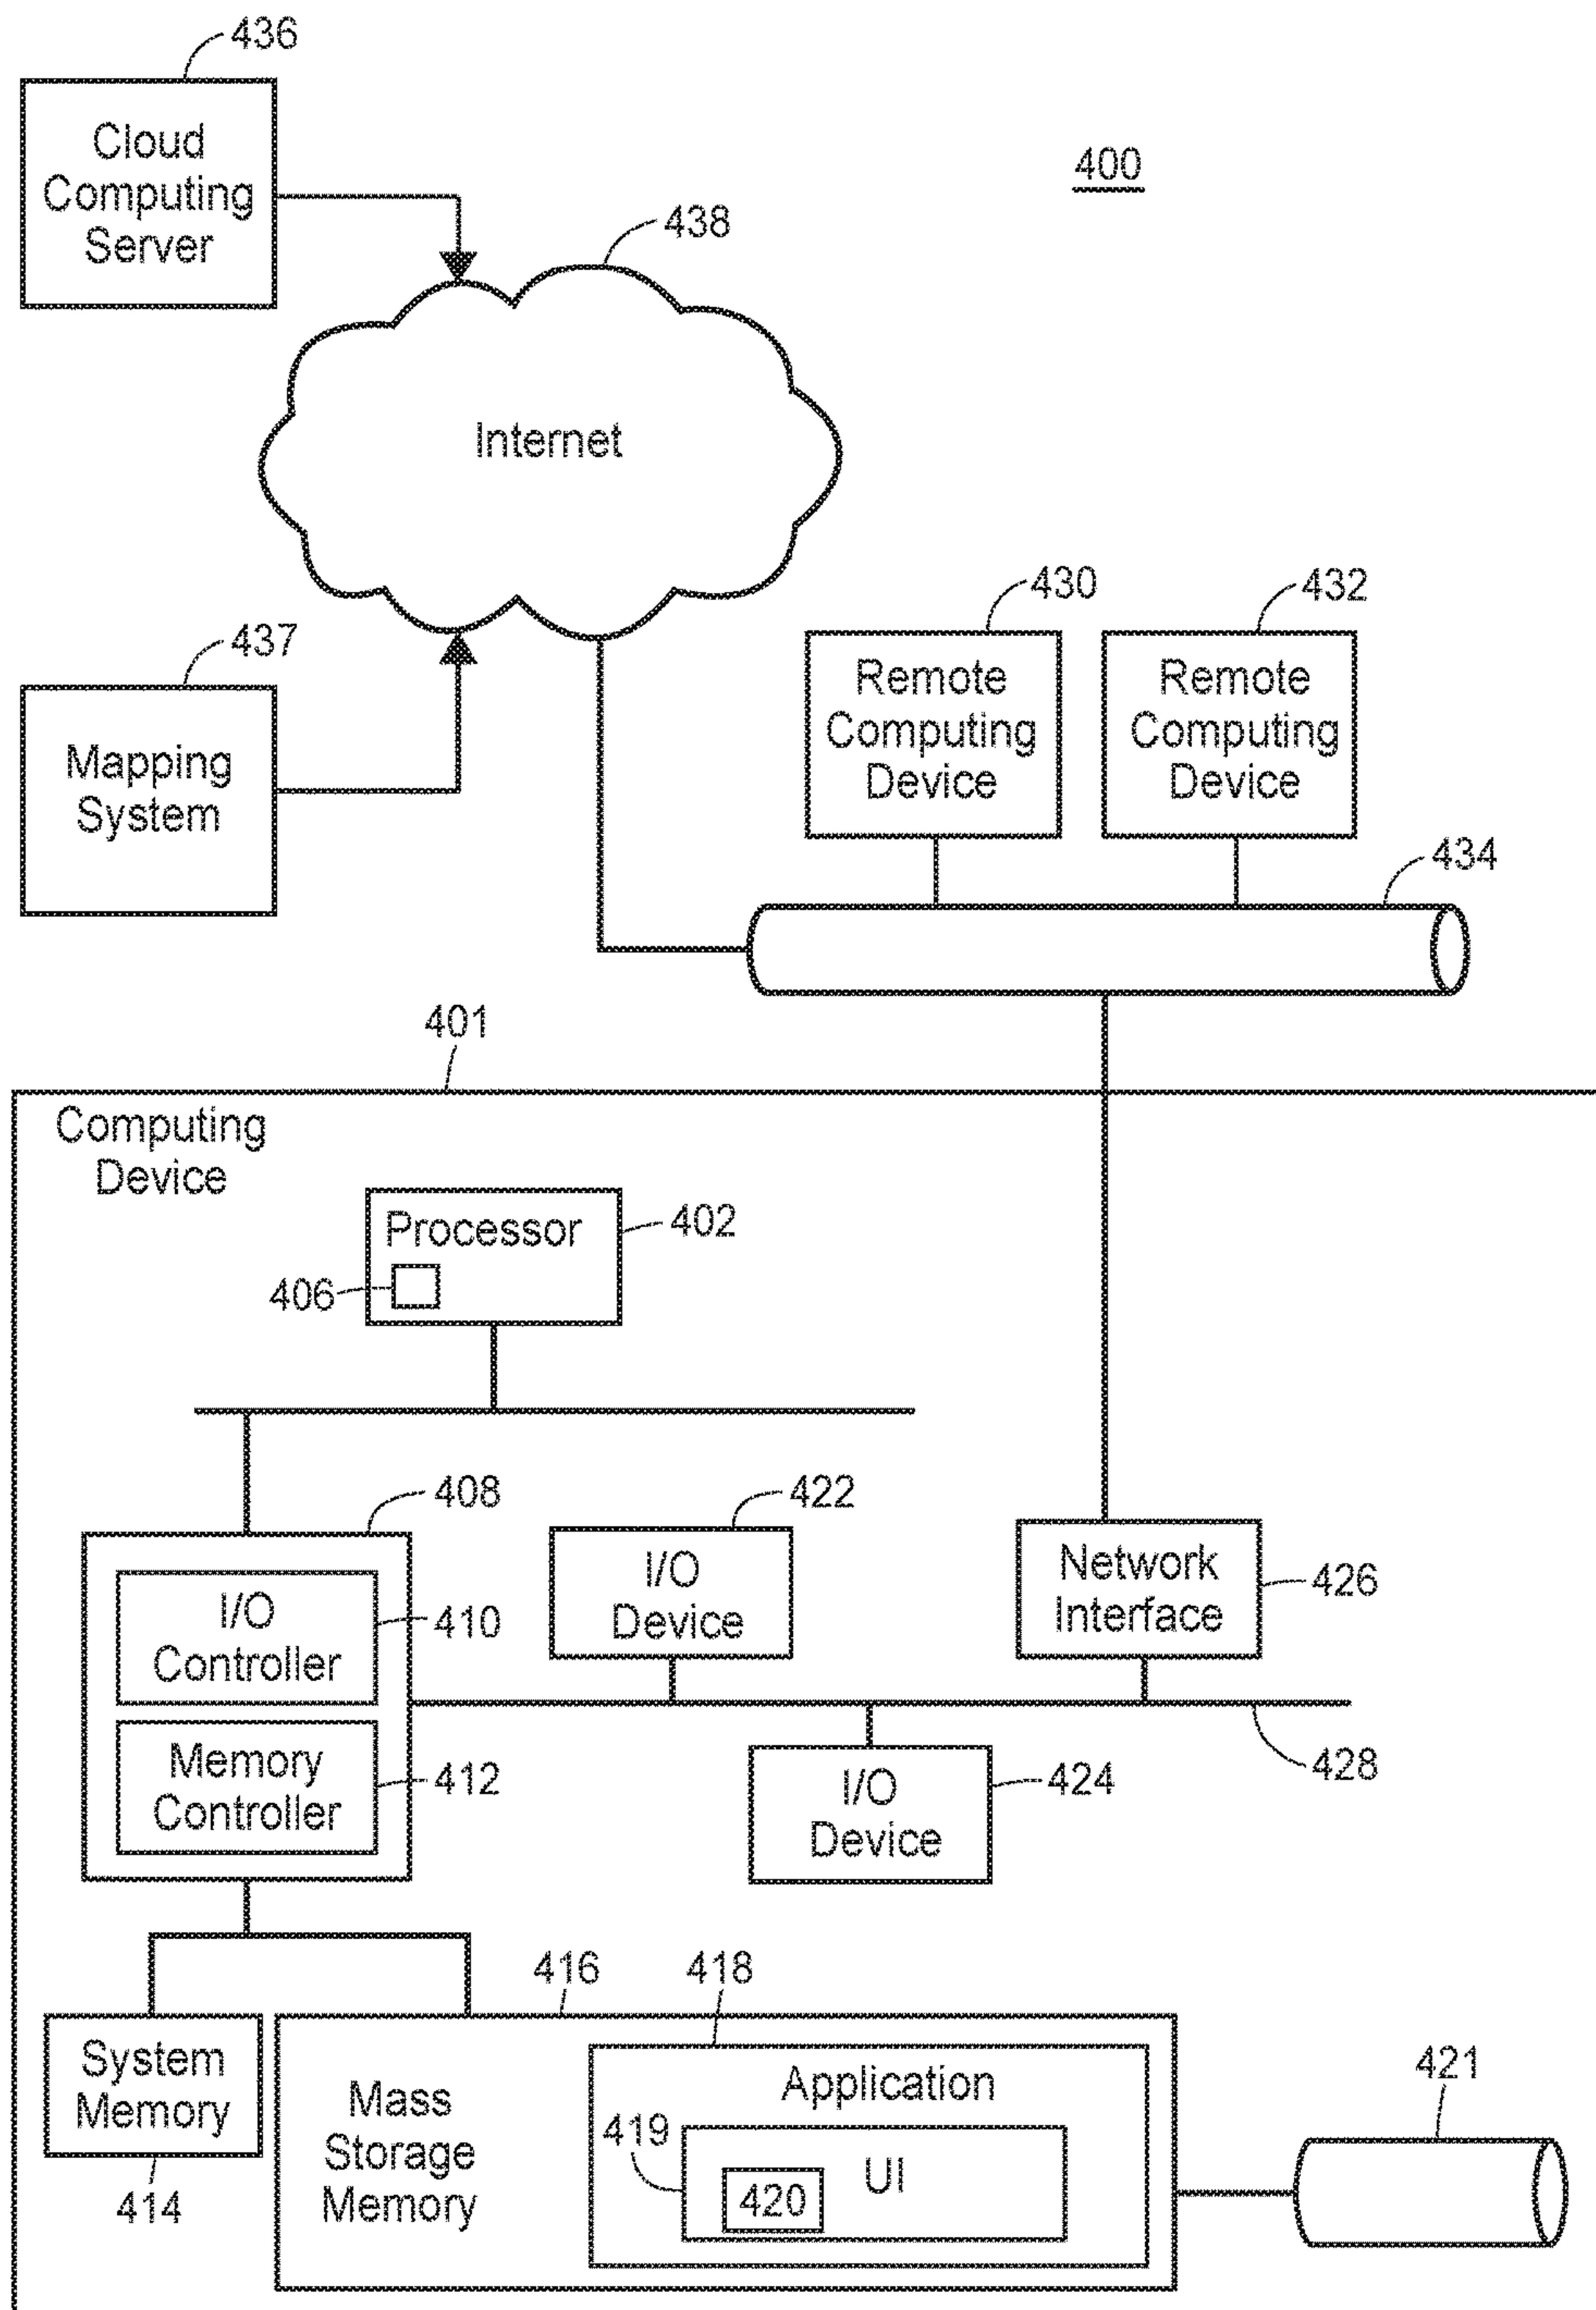 436
Cloud
Computing
Server
400
438
Internet
430
432
437
Remote
Computing
Device
Remote
Computing
Device
Mapping
System
434
401
Computing
Device
Processor
402
406
408
422
I/O
Controller
410
I/O
Device
Network
Interface
426
Memory
Controller
412
I/O
Device
424
428
416
418
System
Memory
414
Mass
Storage
Memory
Application
419
UI
420
421